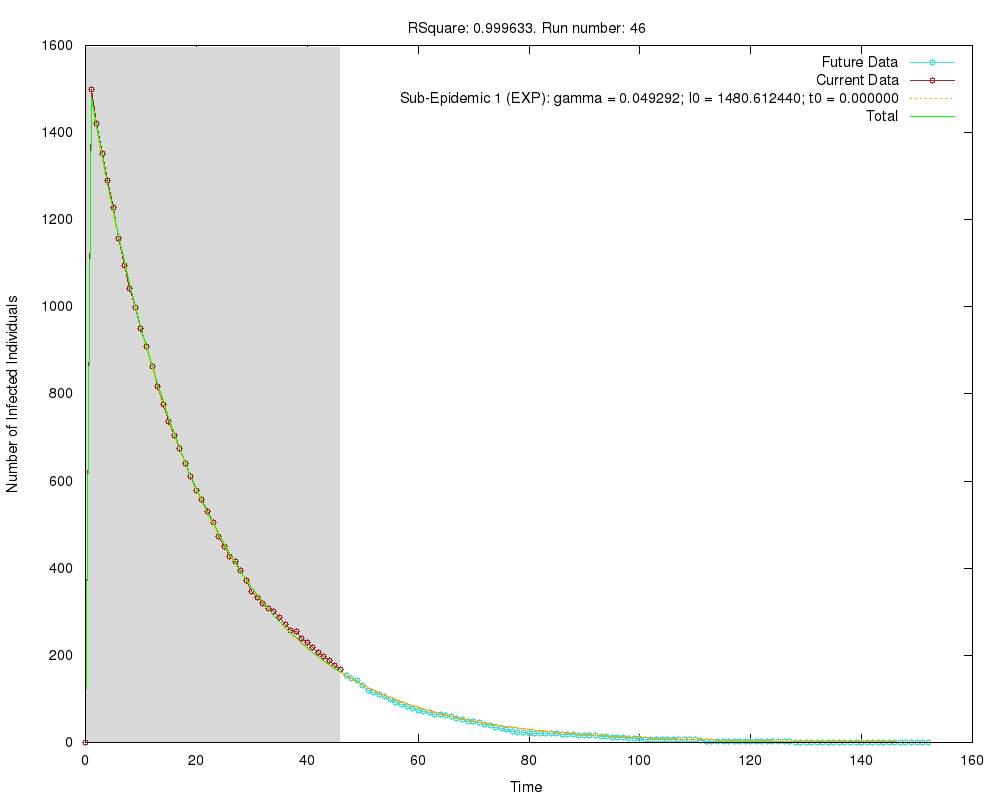 RSquare: 0.999633. Run number: 46
Future Data
Current Data
Sub-Epidemic 1 (EXP): gamma = 0.049292; I0 = 1480.612440; t0 = 0.000000
Total
1600
1400
1200
1000
800
600
400
200
0
Number of Infected Individuals
0 20 40 60 80 100 120 140 160
Time